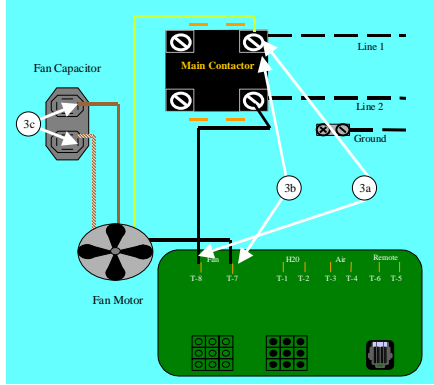 Line 1
Fan Capacitor
Main Contactor
Line 2
3c
Ground
3b
3a
Fan
H20
Air
Remote
T-8
T-7
T-1
T-2
T-3
T-4
T-6
T-5
Fan Motor